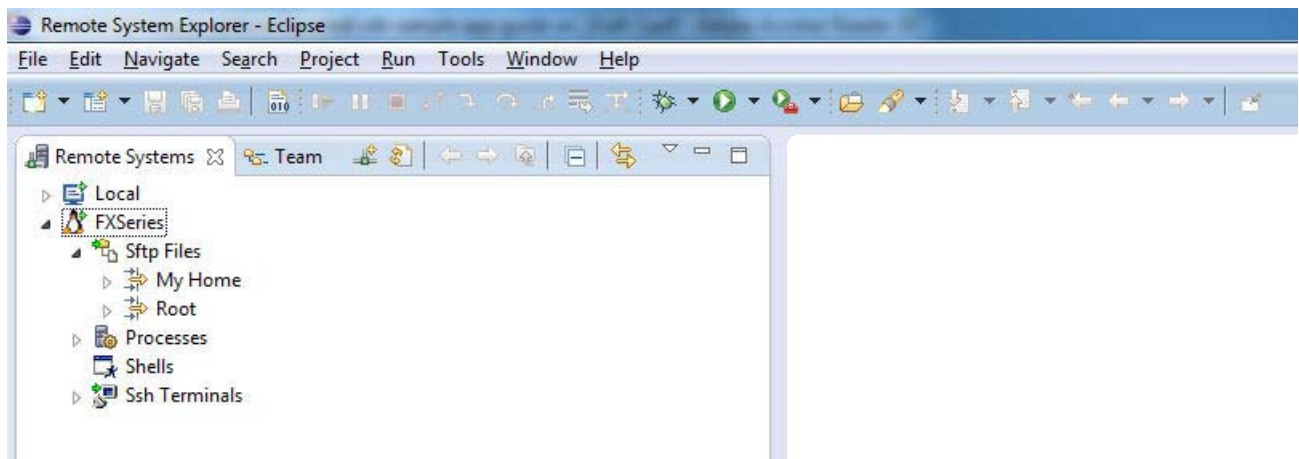 Remote System Explorer - Eclipse
File Edit Navigate Search Project Run Tools Window Help
Remote Systems Team
Local
FXSeries
Sftp Files
My Home
Root
Processes
Shells
Ssh Terminals